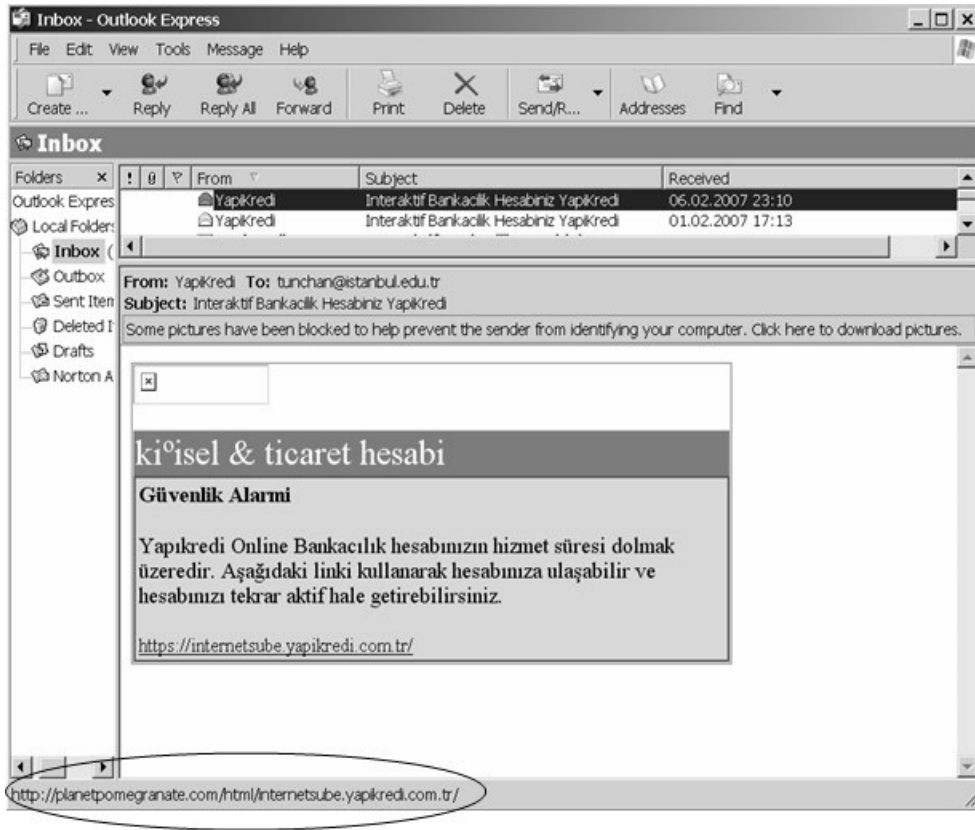 Inbox - Outlook Express
File Edit View Tools Message Help
Create ... Reply Reply All Forward Print Delete Send/R... Addresses Find
Inbox
Folders × ! From Subject Received
Outlook Expres
YapiKredi Interaktif Bankacilik Hesabiniz YapiKredi 06.02.2007 23:10
YapiKredi Interaktif Bankacilik Hesabiniz YapiKredi 01.02.2007 17:13
Local Folders
Inbox (
Outbox
Sent Item
Deleted I
Drafts
Norton A
From: YapiKredi To: tunchan@istanbul.edu.tr
Subject: Interaktif Bankacilik Hesabiniz YapiKredi
Some pictures have been blocked to help prevent the sender from identifying your computer. Click here to download pictures.
kiºisel & ticaret hesabi
Güvenlik Alarmi
Yapıkredi Online Bankacılık hesabınızın hizmet süresi dolmak
üzeredir. Aşağıdaki linki kullanarak hesabınıza ulaşabilir ve
hesabınızı tekrar aktif hale getirebilirsiniz.
https://internetsube.yapikredi.com.tr/
http://planetpomegranate.com/html/internetsube.yapikredi.com.tr/